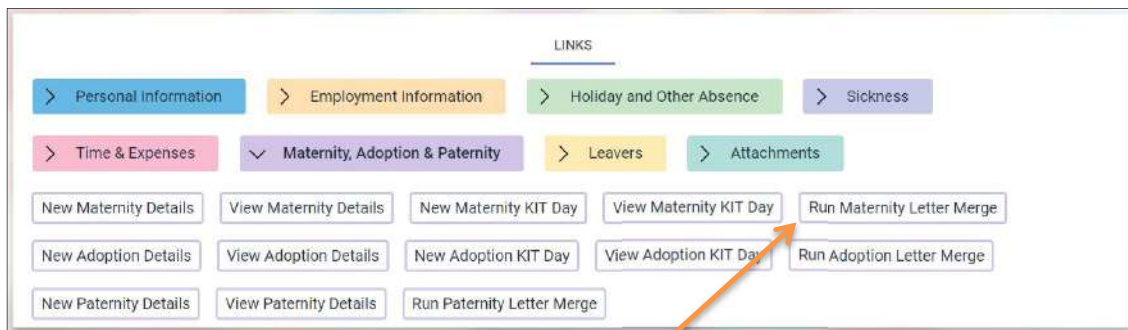 LINKS
Personal Information Employment Information Holiday and Other Absence Sickness
Time & Expenses Maternity, Adoption & Paternity Leavers Attachments
New Maternity Details View Maternity Details New Maternity KIT Day View Maternity KIT Day Run Maternity Letter Merge
New Adoption Details View Adoption Details New Adoption KIT Day View Adoption KIT Day Run Adoption Letter Merge
New Paternity Details View Paternity Details Run Paternity Letter Merge